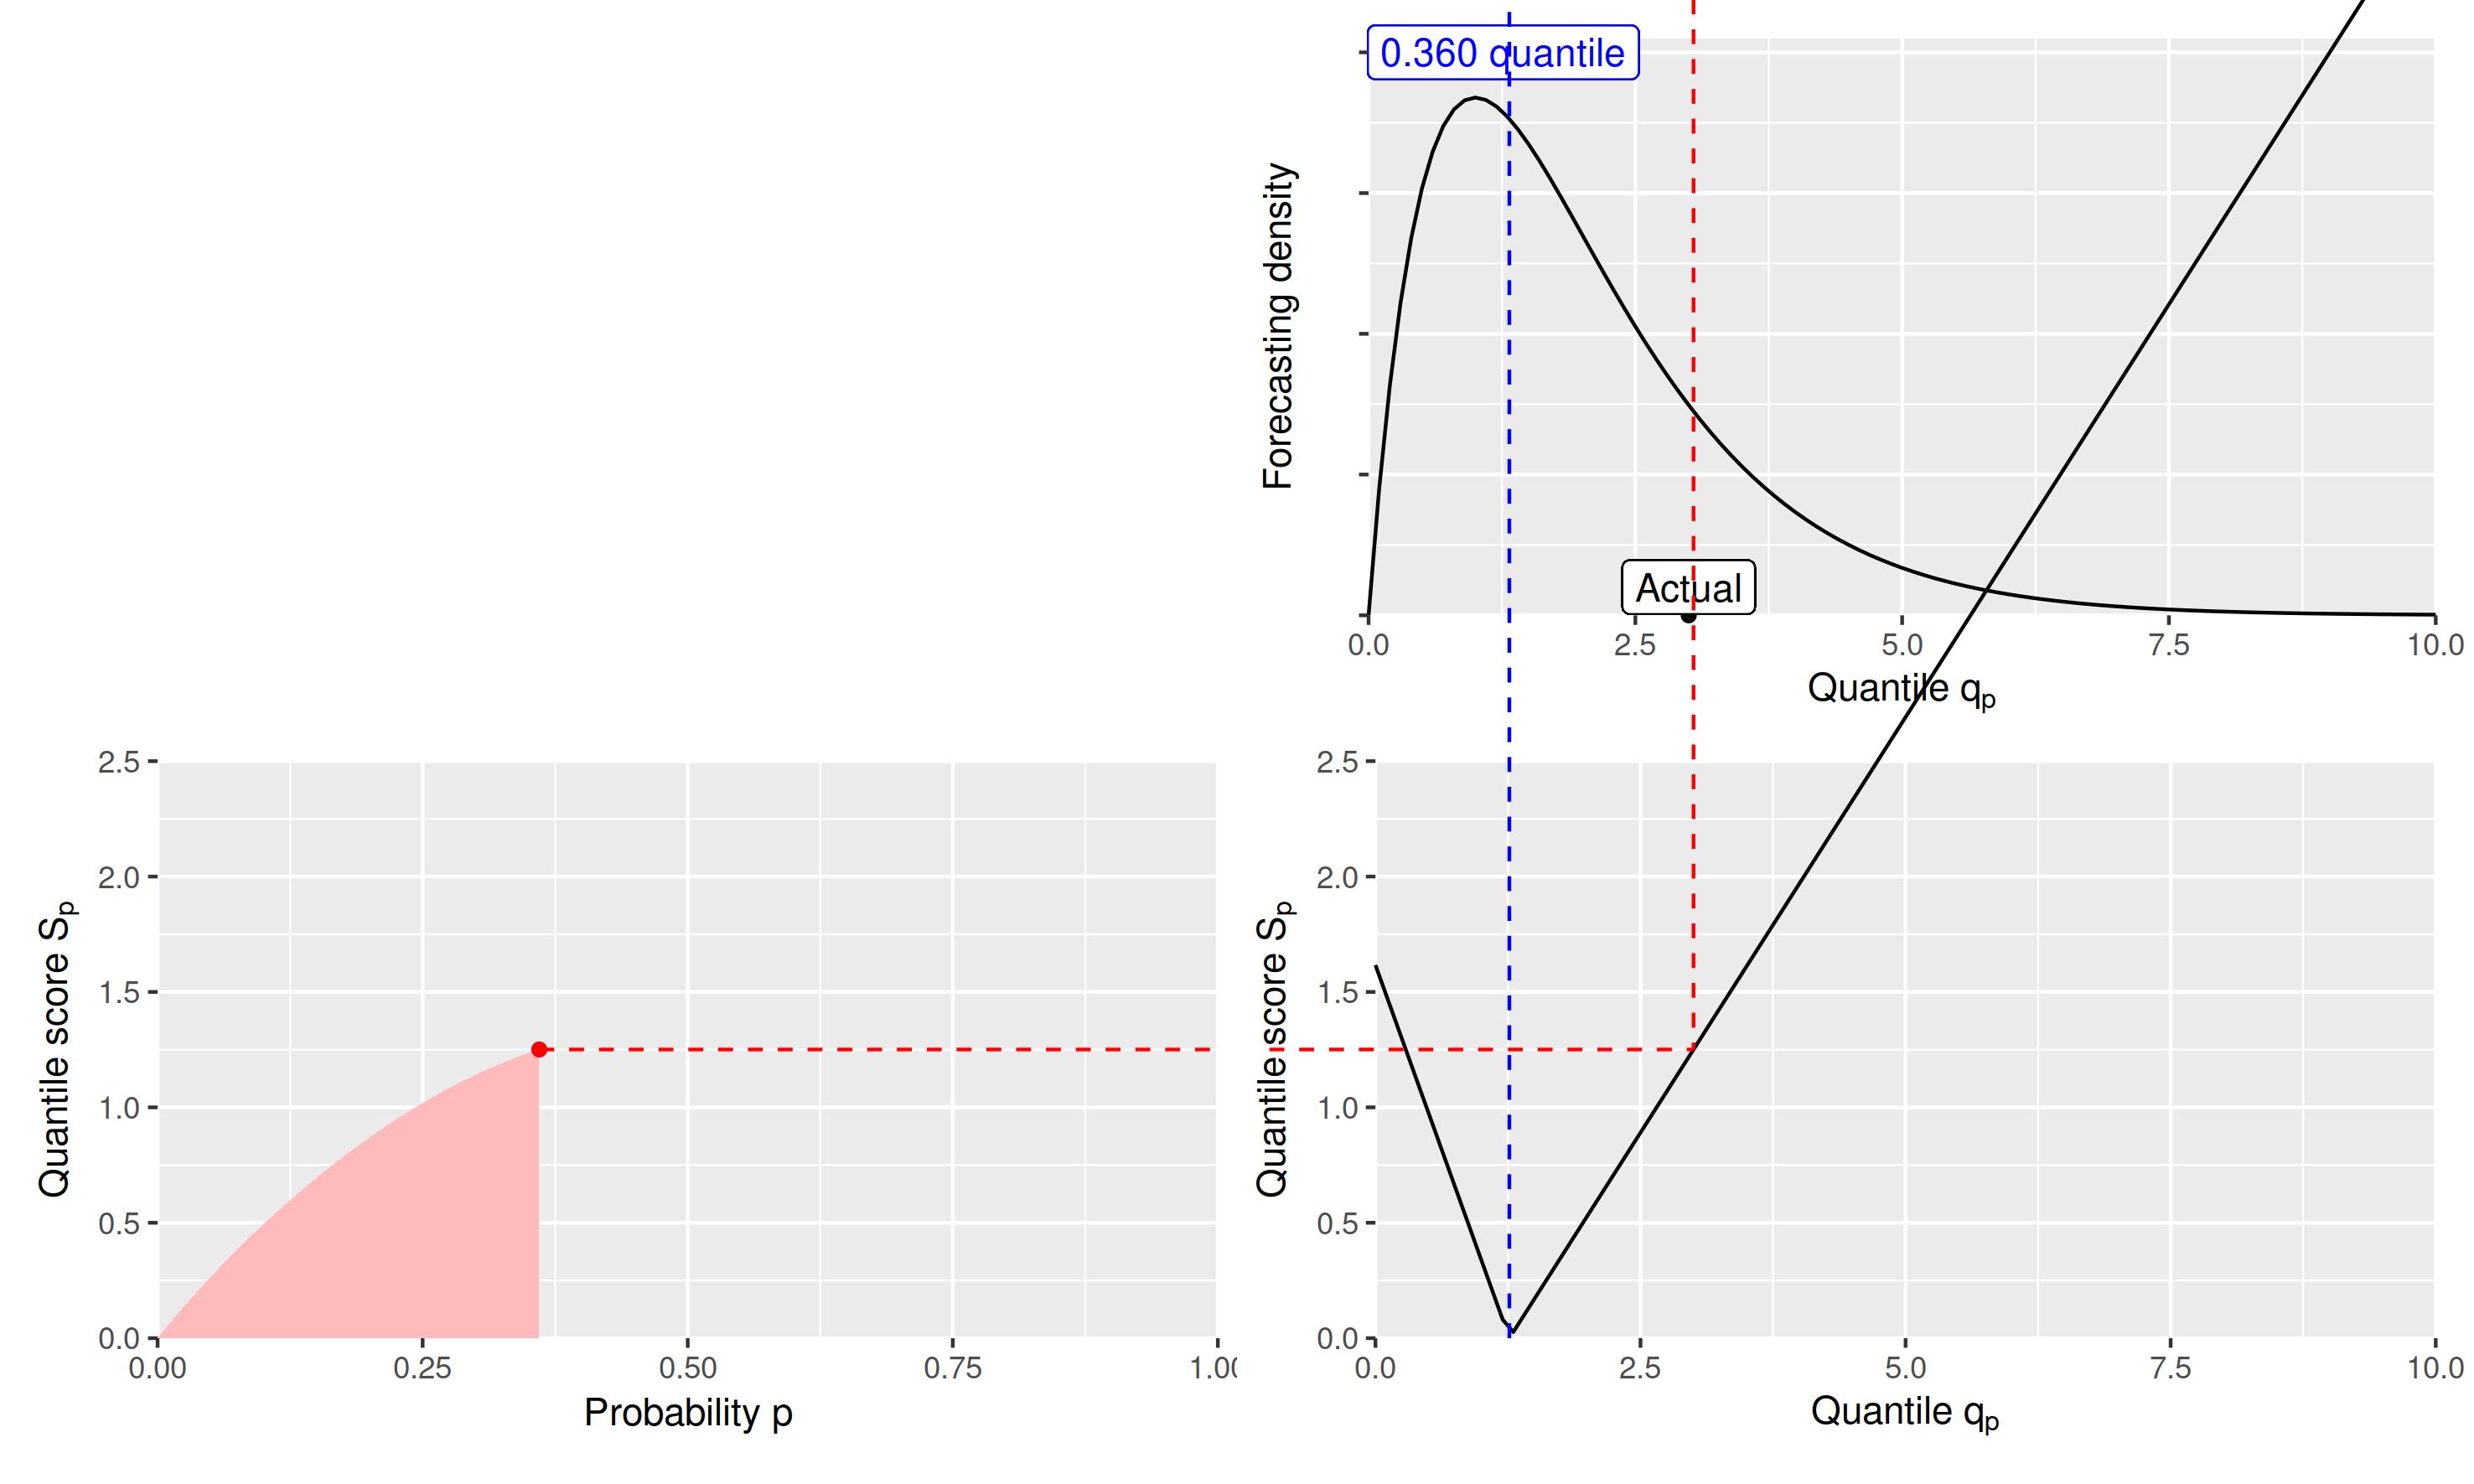 0.360 quantile
Forecasting density
Actual
0.0 2.5 5.0 7.5 10.0
Quantile qp
2.5
2.0
1.5
1.0
0.5
0.0
Quantile score Sp
0.00 0.25 0.50 0.75 1.0
Probability p
2.5
2.0
1.5
1.0
0.5
0.0
Quantile score Sp
0.0 2.5 5.0 7.5 10.0
Quantile qp